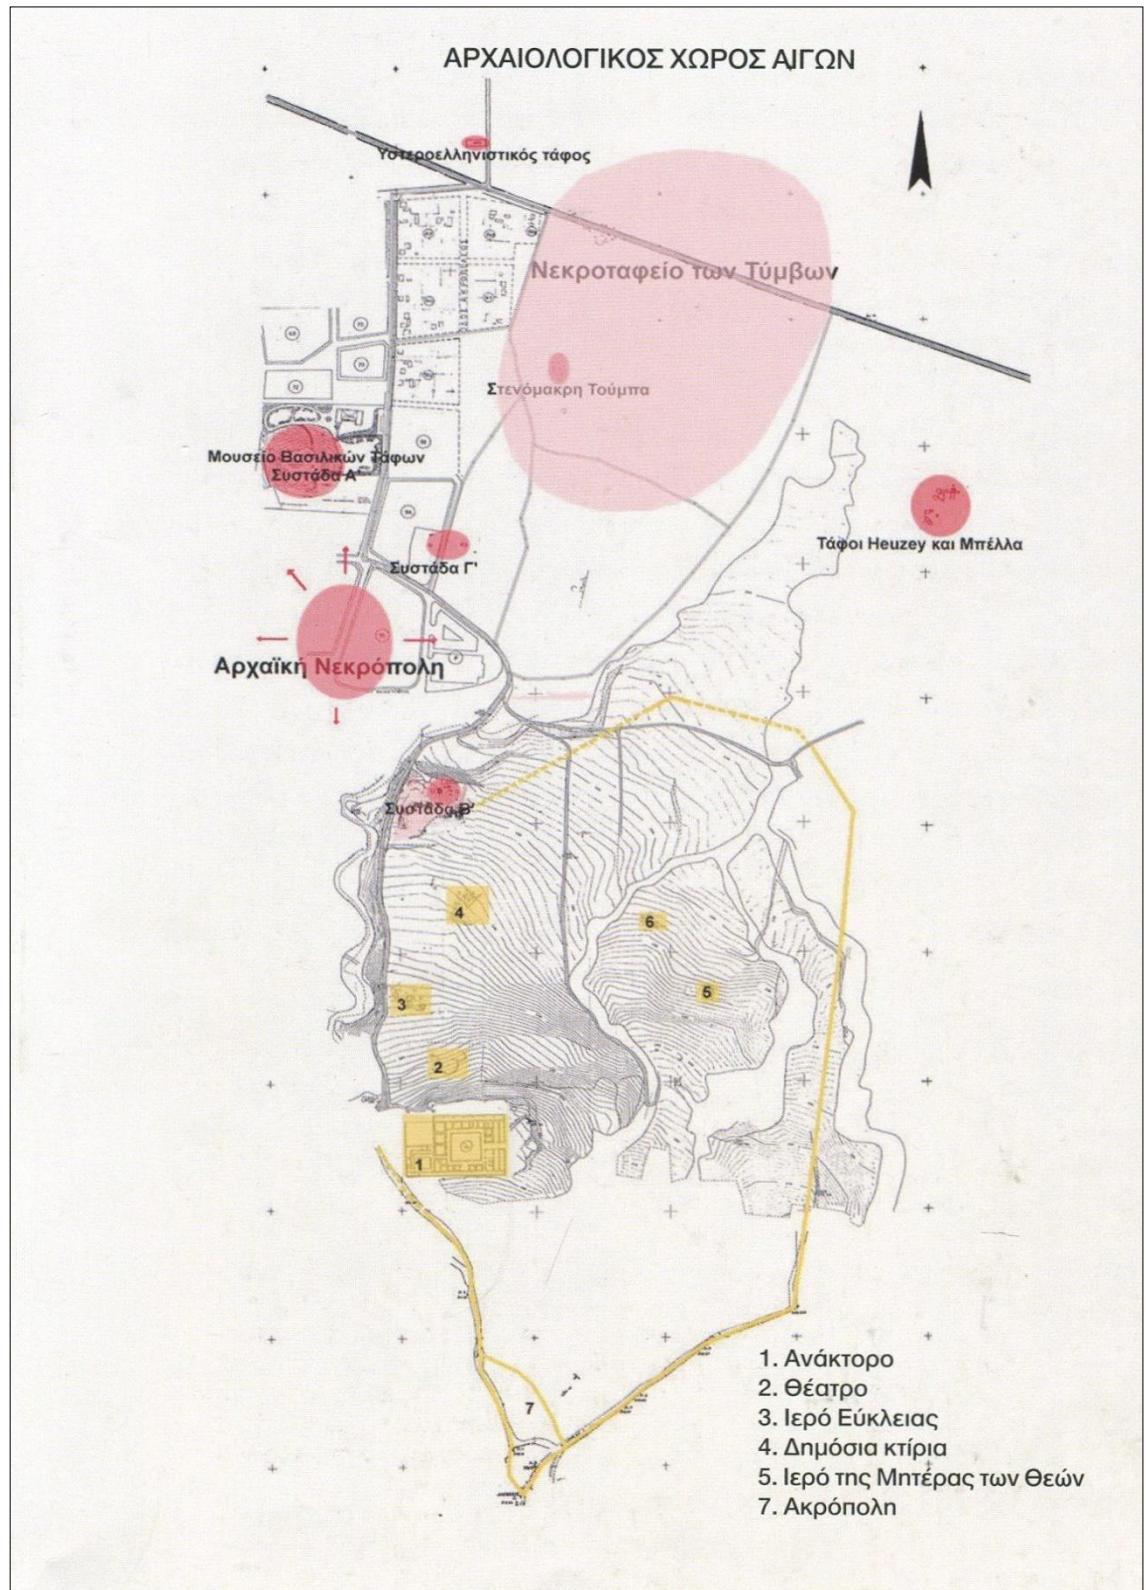 ΑΡΧΑΙΟΛΟΓΙΚΟΣ ΧΩΡΟΣ ΑΙΓΩΝ
Υστεροελληνιστικός τάφος
Νεκροταφείο των Τύμβων
Στενόμακρη Τούμπα
Μουσείο Βασιλικών Τάφων
Συστάδα Α'
Τάφοι Heuzey και Μπέλλα
Συστάδα Γ'
Αρχαϊκή Νεκρόπολη
Συστάδα Β'
4
6
5
3
2
1
7
1. Ανάκτορο
2. Θέατρο
3. Ιερό Εύκλειας
4. Δημόσια κτίρια
5. Ιερό της Μητέρας των Θεών
7. Ακρόπολη